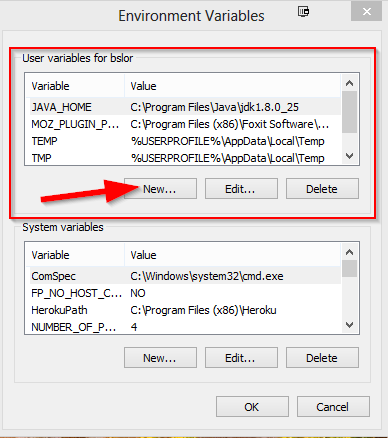 Environment Variables
User variables for bslor
Variable Value
JAVA_HOME C:\Program Files\Java\jdk1.8.0_25
MOZ_PLUGIN_P... C:\Program Files (x86)\Foxit Software\...
TEMP %USERPROFILE%\AppData\Local\Temp
TMP %USERPROFILE%\AppData\Local\Temp
New... Edit... Delete
System variables
Variable Value
ComSpec C:\Windows\system32\cmd.exe
FP_NO_HOST_C... NO
HerokuPath C:\Program Files (x86)\Heroku
NUMBER_OF_P... 4
New... Edit... Delete
OK Cancel